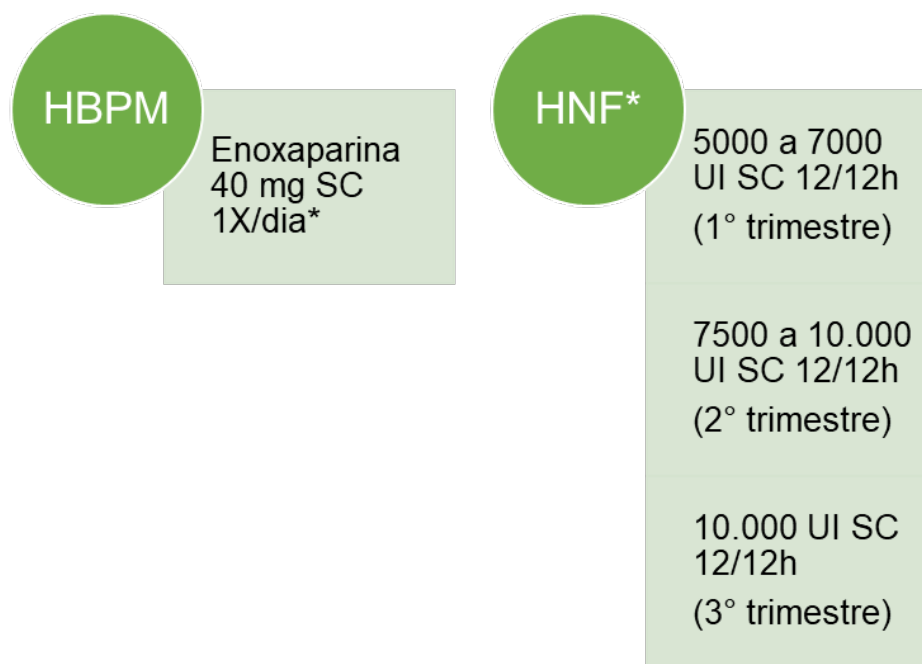 HBPM
Enoxaparina
40 mg SC
1X/dia*
HNF*
5000 a 7000
UI SC 12/12h
(1° trimestre)
7500 a 10.000
UI SC 12/12h
(2° trimestre)
10.000 UI SC
12/12h
(3° trimestre)